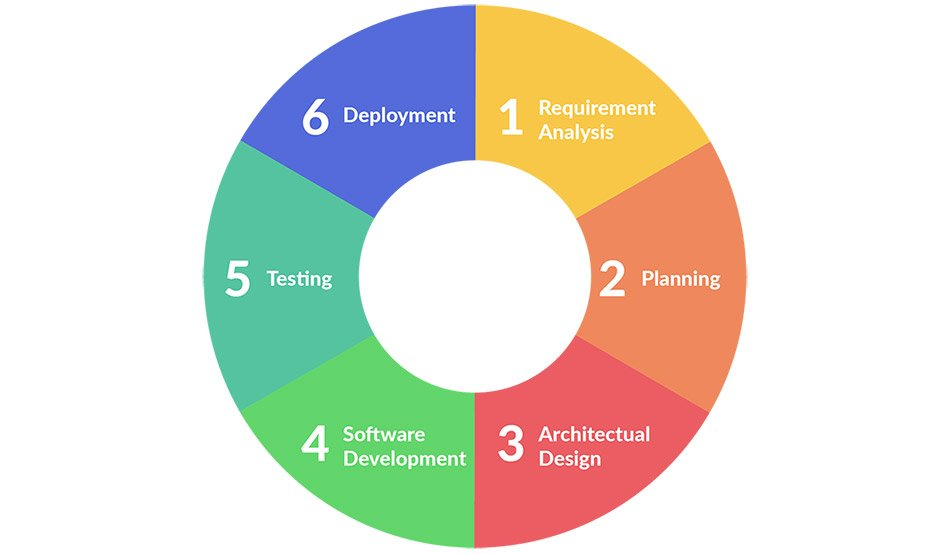 1 Requirement
Analysis
2 Planning
3 Architectual
Design
4 Software
Development
5 Testing
6 Deployment